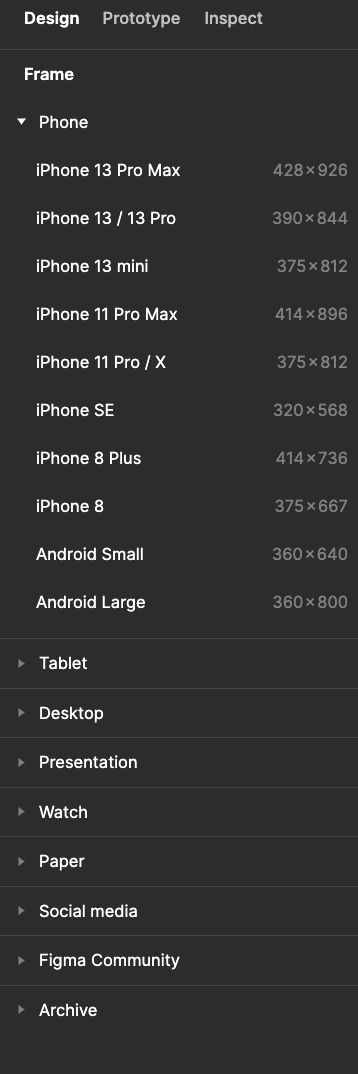 Design Prototype Inspect
Frame
Phone
iPhone 13 Pro Max 428×926
iPhone 13 / 13 Pro 390×844
iPhone 13 mini 375×812
iPhone 11 Pro Max 414×896
iPhone 11 Pro / X 375×812
iPhone SE 320×568
iPhone 8 Plus 414×736
iPhone 8 375×667
Android Small 360×640
Android Large 360×800
Tablet
Desktop
Presentation
Watch
Paper
Social media
Figma Community
Archive